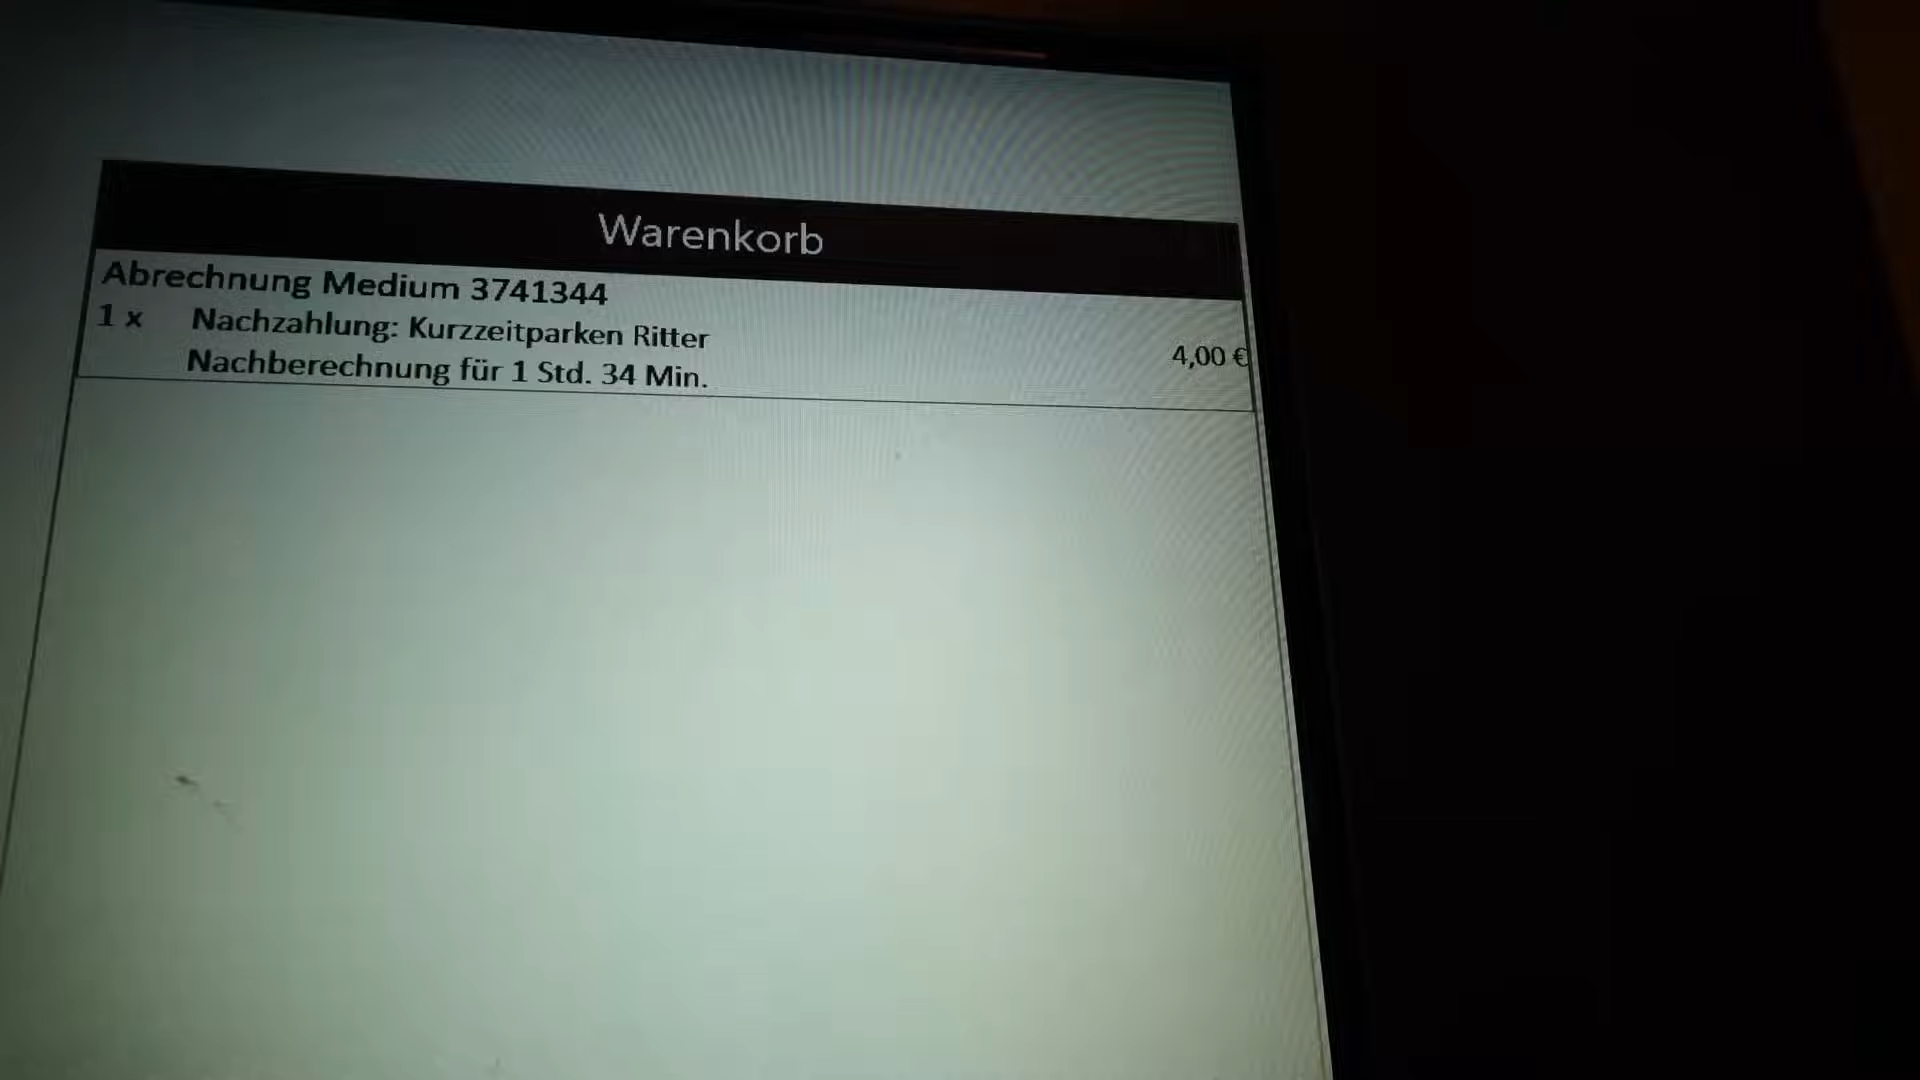 Warenkorb
Abrechnung Medium 3741344
1 x Nachzahlung: Kurzzeitparken Ritter
Nachberechnung für 1 Std. 34 Min.
4,00 €